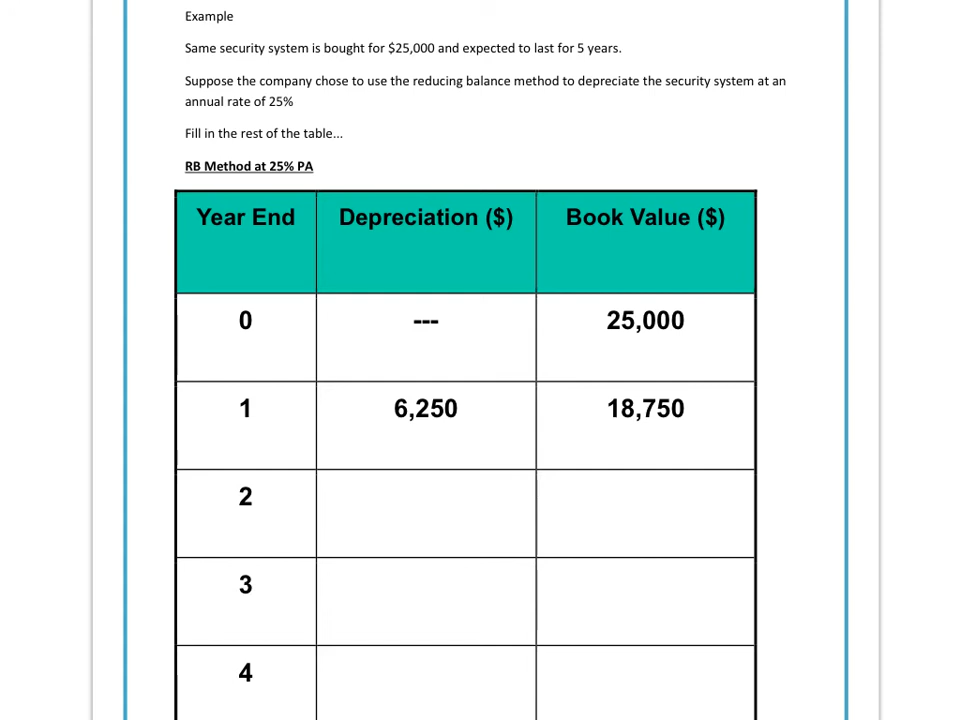 Example
Same security system is bought for $25,000 and expected to last for 5 years.
Suppose the company chose to use the reducing balance method to depreciate the security system at an
annual rate of 25%
Fill in the rest of the table...
RB Method at 25% PA
Year End Depreciation ($) Book Value ($)
0 --- 25,000
1 6,250 18,750
2
3
4